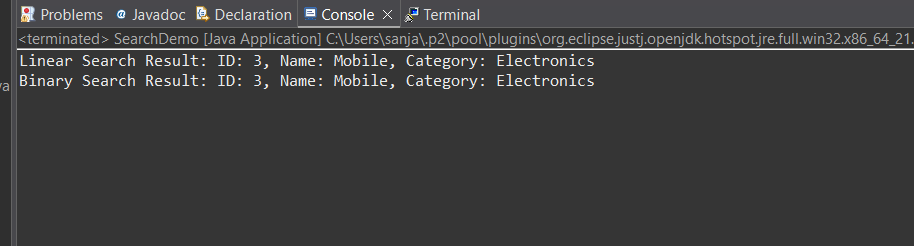 Problems Javadoc Declaration Console Terminal
<terminated> SearchDemo [Java Application] C:\Users\sanja\.p2\pool\plugins\org.eclipse.justj.openjdk.hotspot.jre.full.win32.x86_64_21.
Linear Search Result: ID: 3, Name: Mobile, Category: Electronics
Binary Search Result: ID: 3, Name: Mobile, Category: Electronics
va